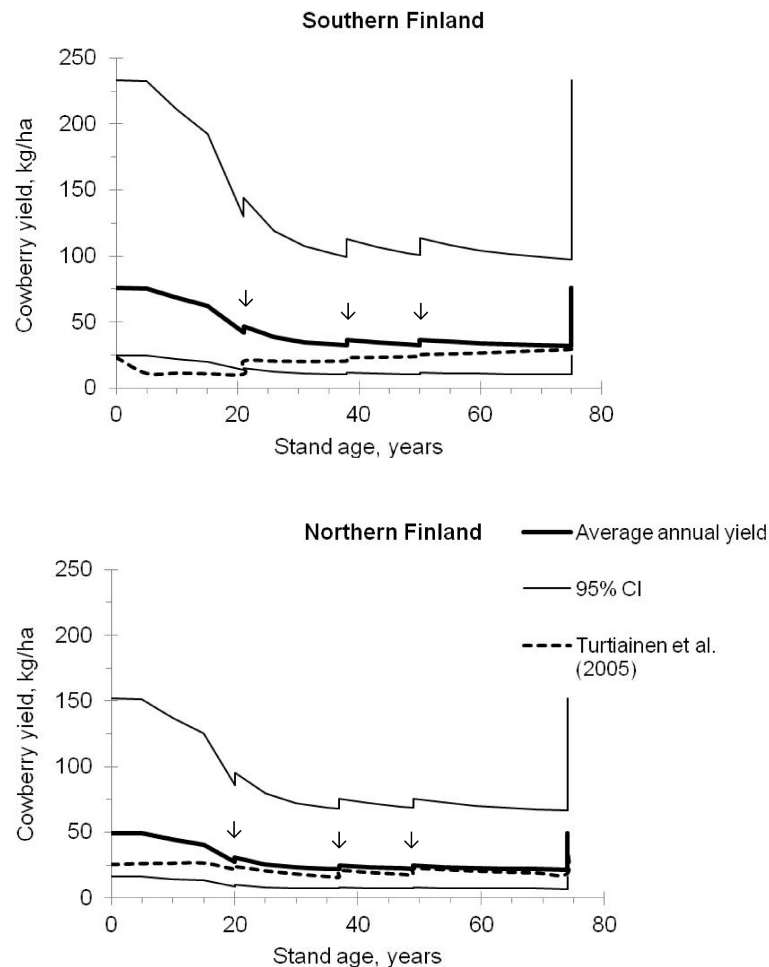 Southern Finland
250
200
150
100
50
0
Cowberry yield, kg/ha
0 20 40 60 80
Stand age, years
Northern Finland
250
200
150
100
50
0
Cowberry yield, kg/ha
0 20 40 60 80
Stand age, years
Average annual yield
95% CI
Turtiainen et al.
(2005)